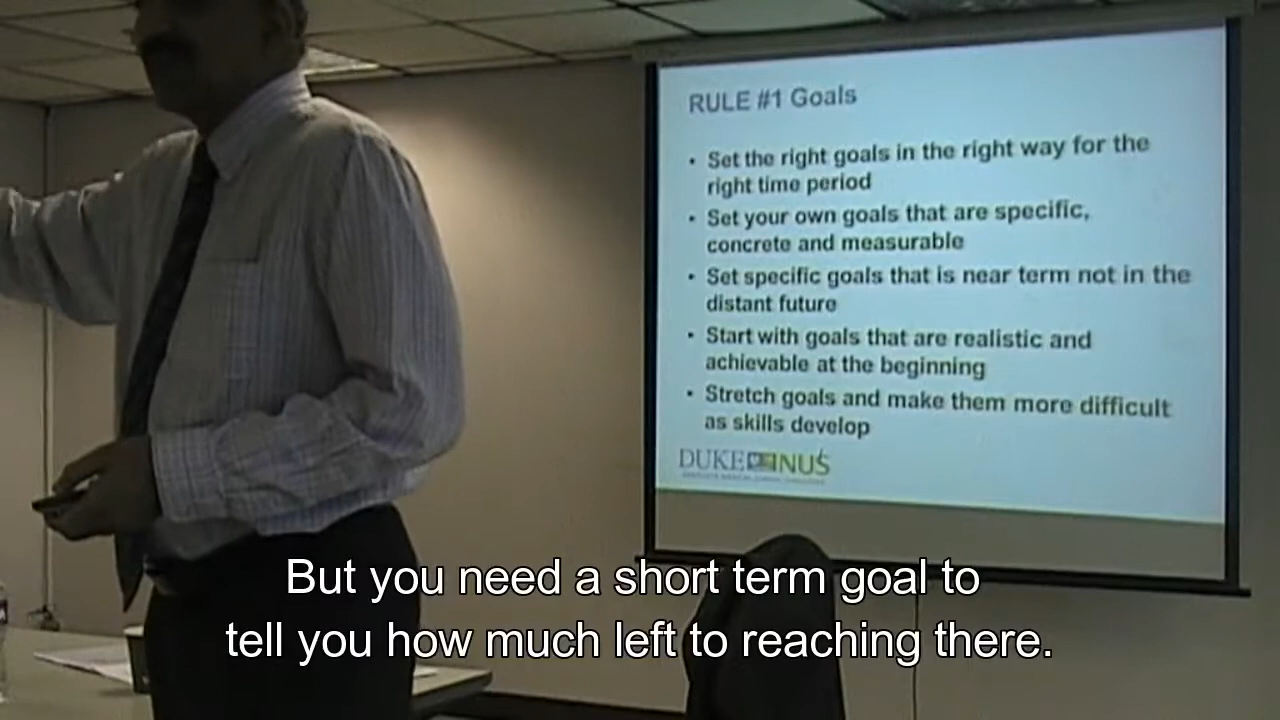 RULE #1 Goals
• Set the right goals in the right way for the
right time period
• Set your own goals that are specific,
concrete and measurable
• Set specific goals that is near term not in the
distant future
• Start with goals that are realistic and
achievable at the beginning
• Stretch goals and make them more difficult
as skills develop
DUKE NUS
But you need a short term goal to
tell you how much left to reaching there.